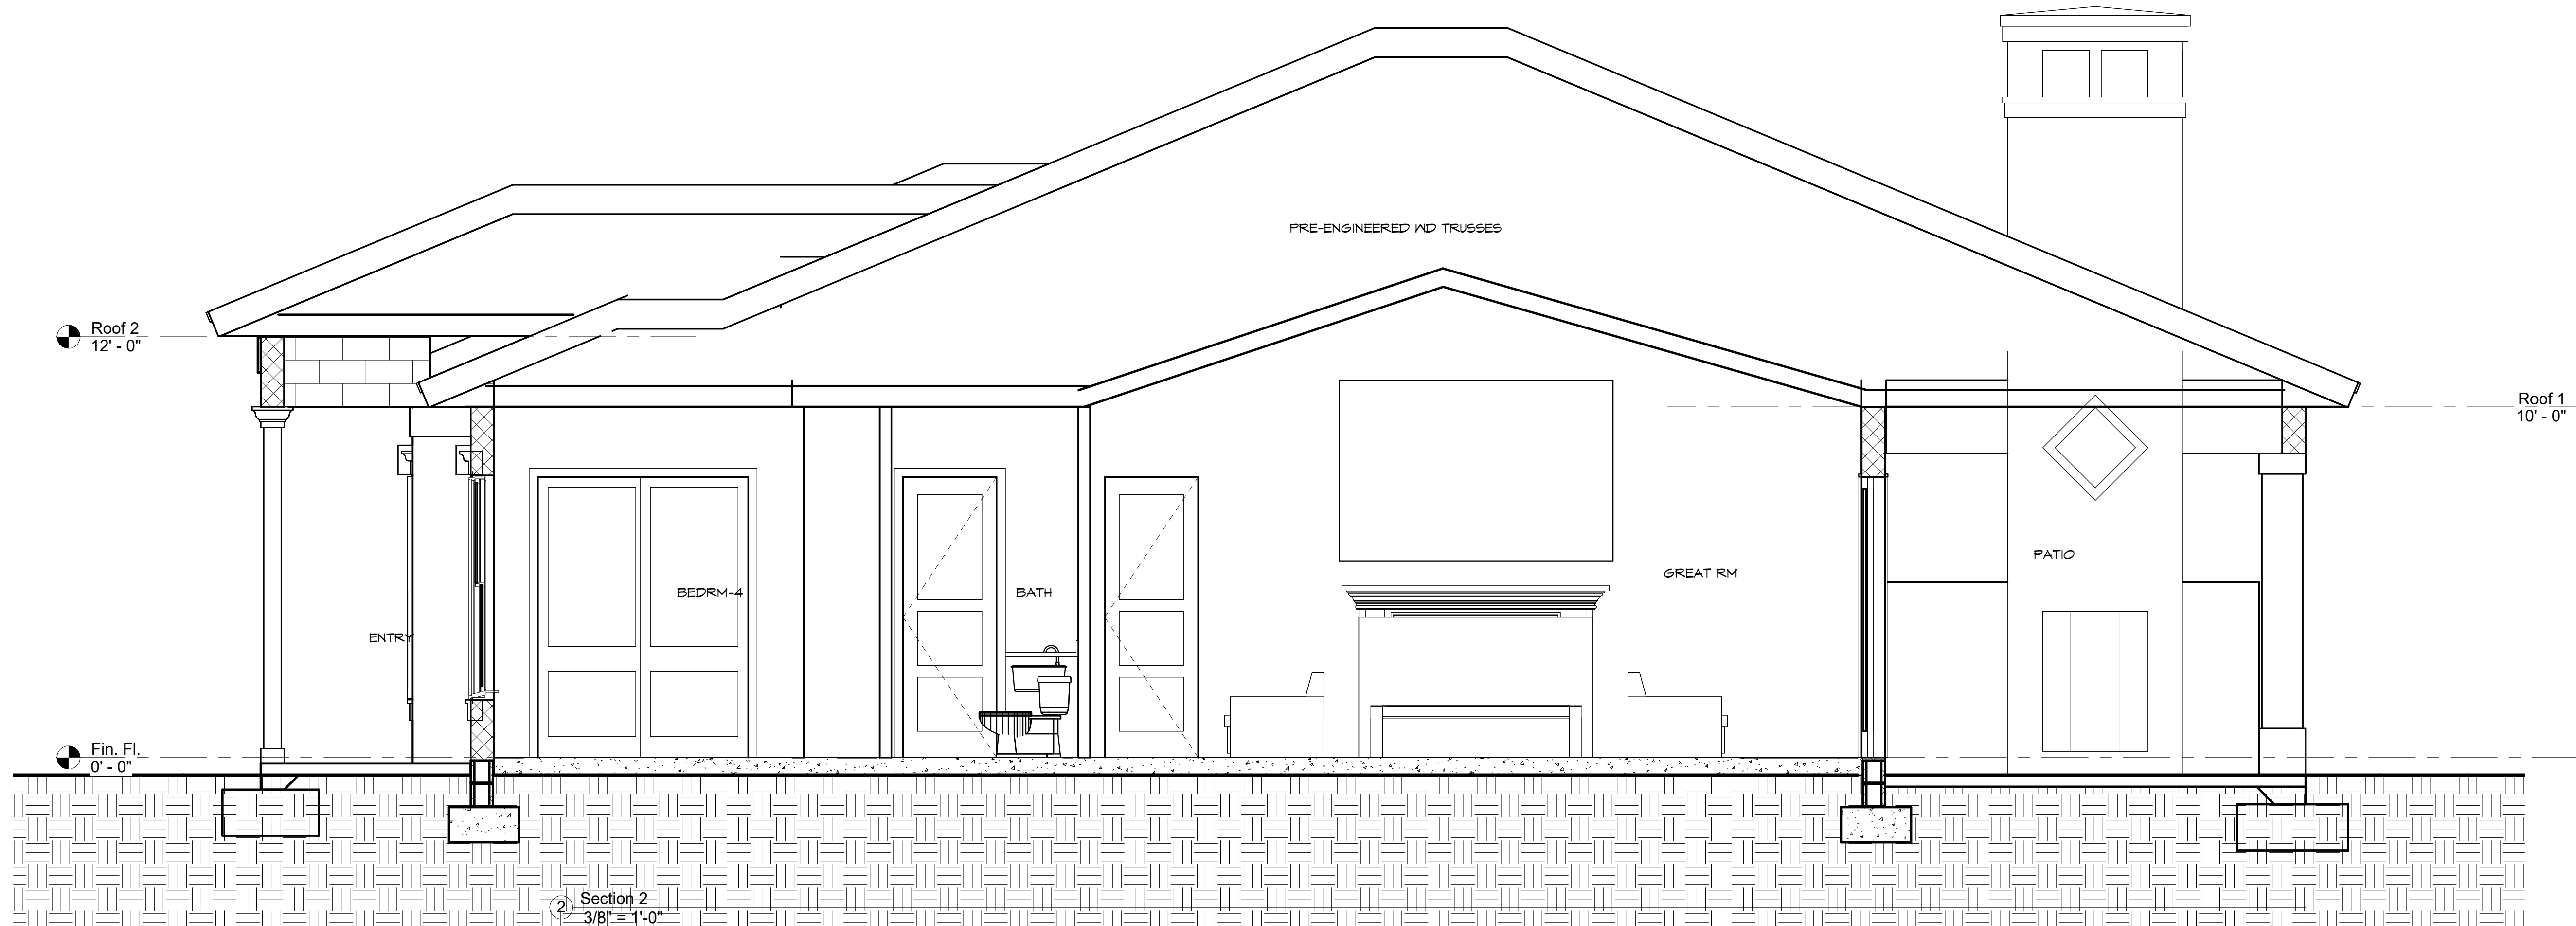 PRE-ENGINEERED WD TRUSSES
Roof 2
12' - 0"
Roof 1
10' - 0"
PATIO
GREAT RM
BEDRM-4
BATH
ENTRY
Fin. Fl.
0' - 0"
2
Section 2
3/8" = 1'-0"